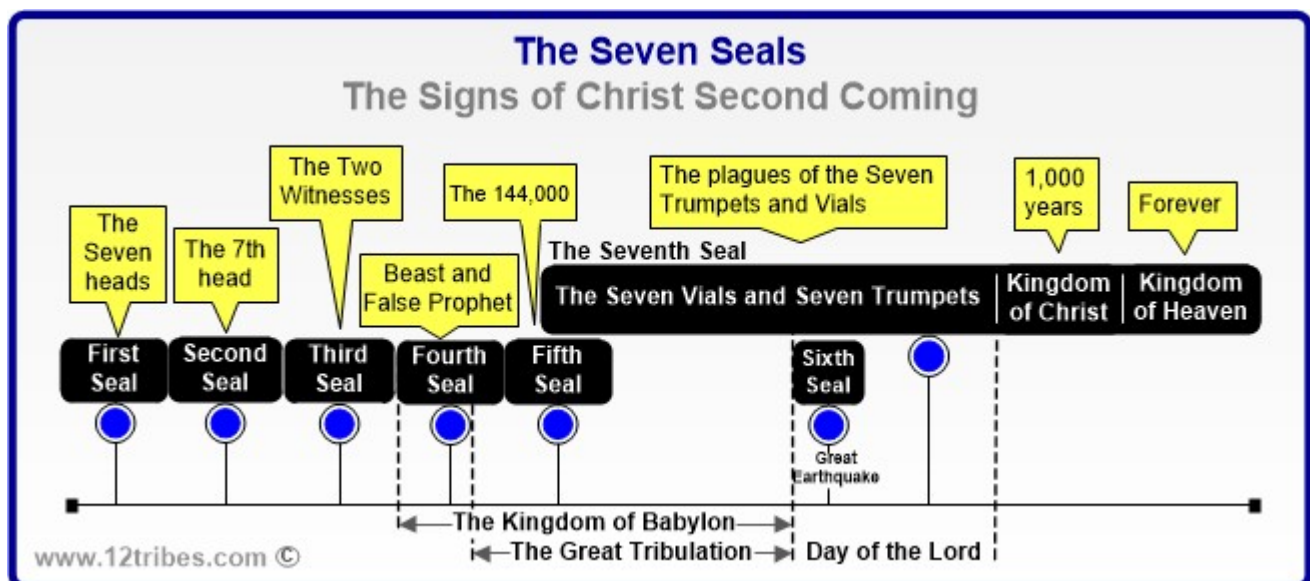 The Seven Seals
The Signs of Christ Second Coming
The
Seven
heads
The 7th
head
The Two
Witnesses
Beast and
False Prophet
The 144,000
The plagues of the Seven
Trumpets and Vials
1,000
years
Forever
The Seventh Seal
The Seven Vials and Seven Trumpets
Kingdom
of Christ
Kingdom
of Heaven
First
Seal
Second
Seal
Third
Seal
Fourth
Seal
Fifth
Seal
Sixth
Seal
Great
Earthquake
The Kingdom of Babylon
The Great Tribulation
Day of the Lord
www.12tribes.com ©